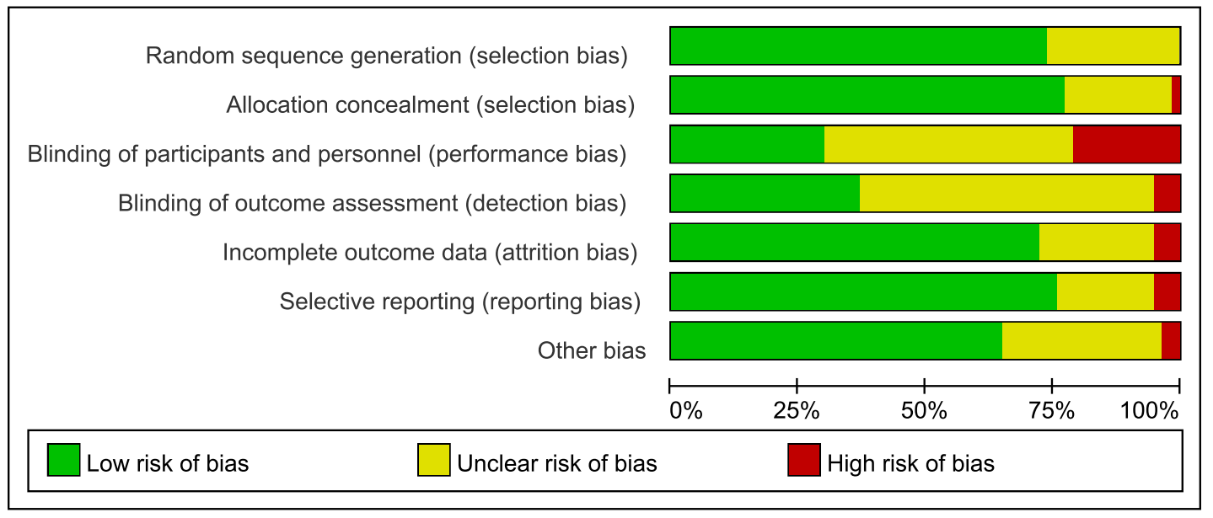 Random sequence generation (selection bias)
Allocation concealment (selection bias)
Blinding of participants and personnel (performance bias)
Blinding of outcome assessment (detection bias)
Incomplete outcome data (attrition bias)
Selective reporting (reporting bias)
Other bias
0% 25% 50% 75% 100%
Low risk of bias Unclear risk of bias High risk of bias